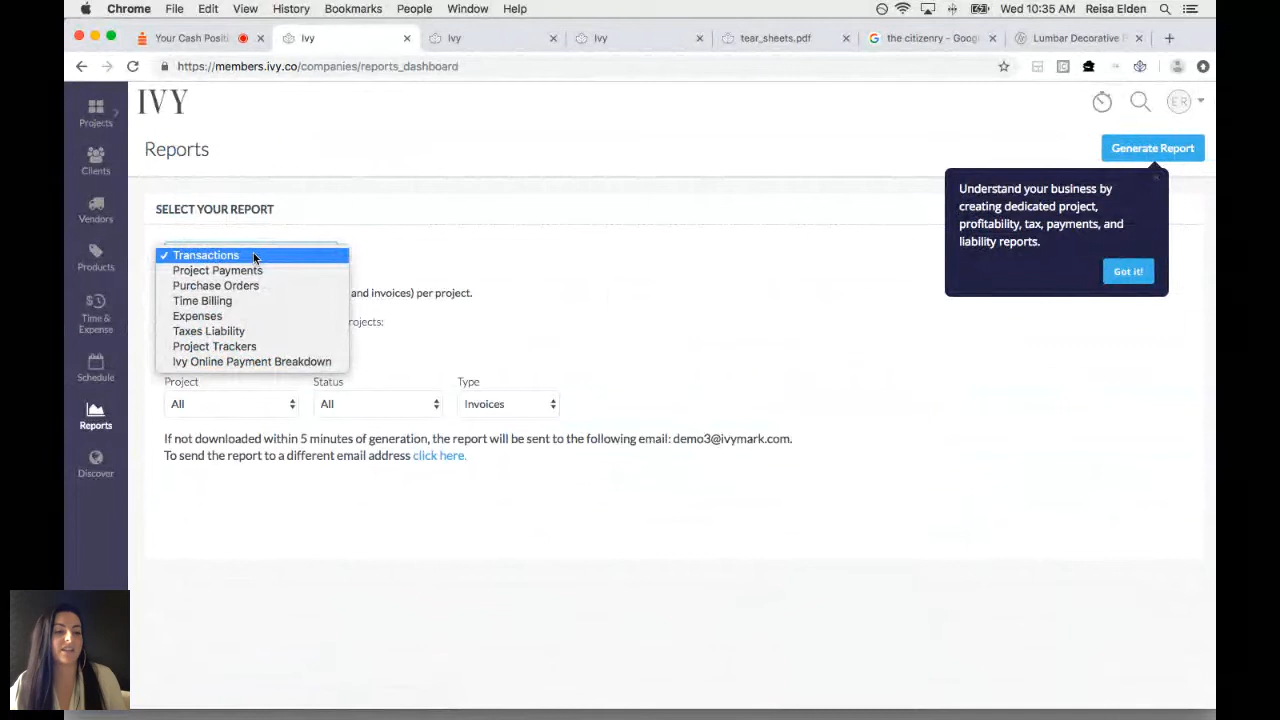 Chrome File Edit View History Bookmarks People Window Help Wed 10:35 AM Reisa Elden
Your Cash Positi Ivy Ivy Ivy tear_sheets.pdf the citizenry - Goog Lumbar Decorative P
https://members.ivy.co/companies/reports_dashboard
Projects
Clients
Vendors
Products
Time &
Expense
Schedule
Reports
Discover
IVY
ER
Reports
Generate Report
Understand your business by
creating dedicated project,
profitability, tax, payments, and
liability reports.
Got it!
SELECT YOUR REPORT
✓ Transactions
Project Payments
Purchase Orders
Time Billing
Expenses
Taxes Liability
Project Trackers
Ivy Online Payment Breakdown
and invoices) per project.
rojects:
Project Status Type
All All Invoices
If not downloaded within 5 minutes of generation, the report will be sent to the following email: demo3@ivymark.com.
To send the report to a different email address click here.